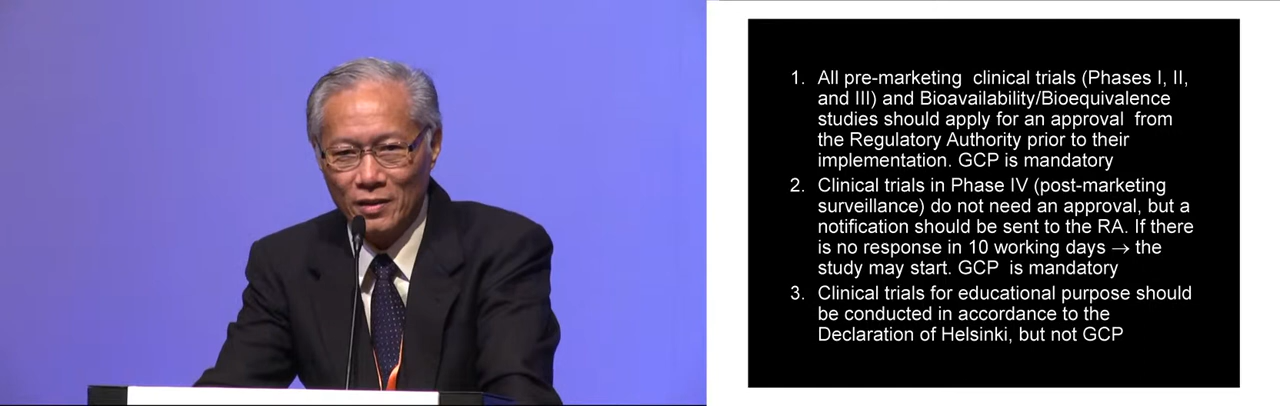 1. All pre-marketing clinical trials (Phases I, II,
and III) and Bioavailability/Bioequivalence
studies should apply for an approval from
the Regulatory Authority prior to their
implementation. GCP is mandatory
2. Clinical trials in Phase IV (post-marketing
surveillance) do not need an approval, but a
notification should be sent to the RA. If there
is no response in 10 working days → the
study may start. GCP is mandatory
3. Clinical trials for educational purpose should
be conducted in accordance to the
Declaration of Helsinki, but not GCP